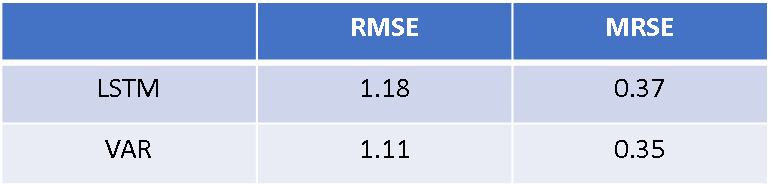 RMSE MRSE
LSTM 1.18 0.37
VAR 1.11 0.35